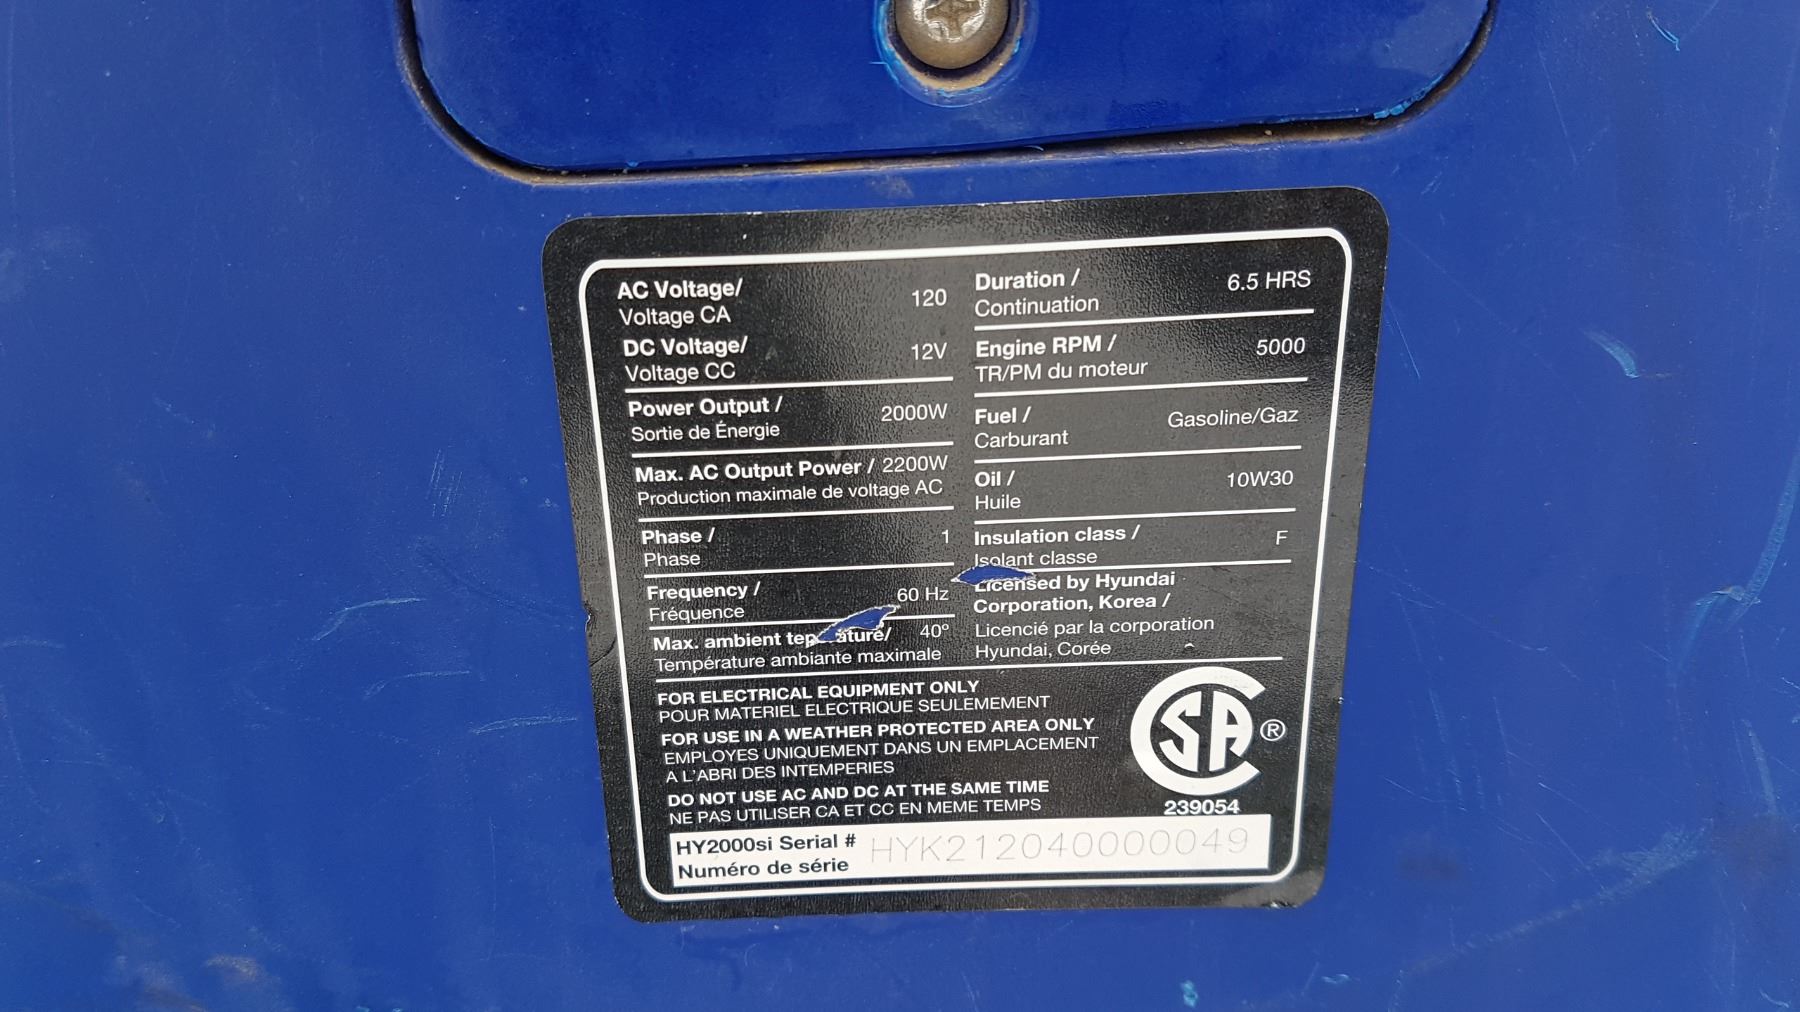 AC Voltage/ 120
Voltage CA
DC Voltage/ 12V
Voltage CC
Power Output / 2000W
Sortie de Énergie
Max. AC Output Power / 2200W
Production maximale de voltage AC
Phase / 1
Phase
Frequency / 60 Hz
Fréquence
Max. ambient ature/ 40º
Température ambiante maximale
Duration / 6.5 HRS
Continuation
Engine RPM / 5000
TR/PM du moteur
Fuel / Gasoline/Gaz
Carburant
Oil / 10W30
Huile
Insulation class / F
Isolant classe
Licensed by Hyundai
Corporation, Korea /
Licencié par la corporation
Hyundai, Corée
FOR ELECTRICAL EQUIPMENT ONLY
POUR MATERIEL ELECTRIQUE SEULEMEMENT
FOR USE IN A WEATHER PROTECTED AREA ONLY
EMPLOYES UNIQUEMENT DANS UN EMPLACEMENT
A L'ABRI DES INTEMPERIES
DO NOT USE AC AND DC AT THE SAME TIME
NE PAS UTILISER CA ET CC EN MEME TEMPS
CSA ®
239054
HY2000si Serial # HYK212040000049
Numéro de série